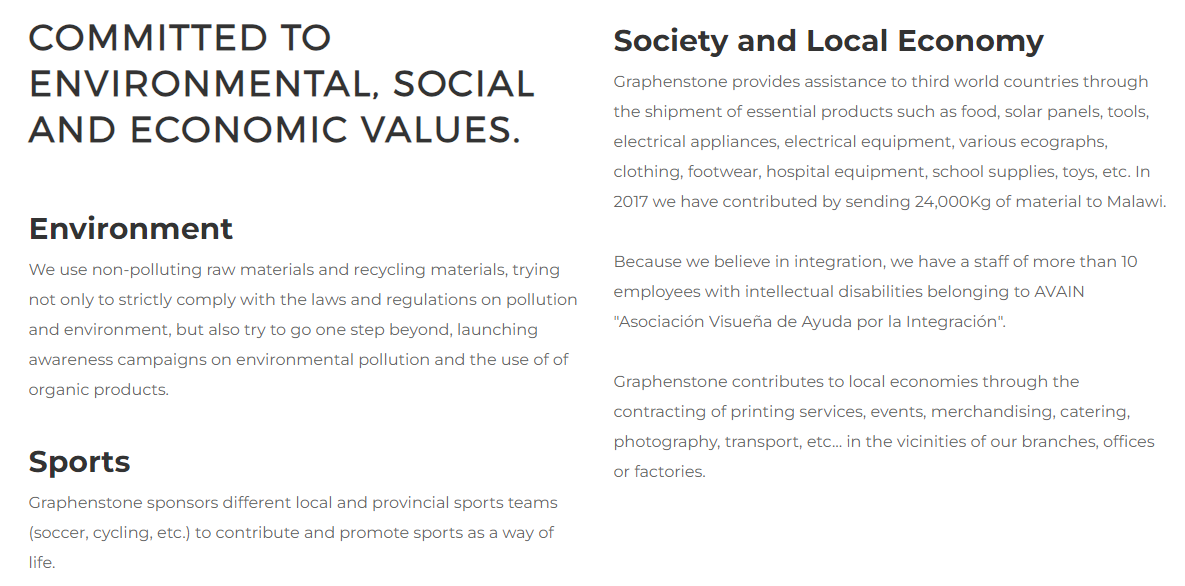 COMMITTED TO
ENVIRONMENTAL, SOCIAL
AND ECONOMIC VALUES.
Environment
We use non-polluting raw materials and recycling materials, trying
not only to strictly comply with the laws and regulations on pollution
and environment, but also try to go one step beyond, launching
awareness campaigns on environmental pollution and the use of of
organic products.
Sports
Graphenstone sponsors different local and provincial sports teams
(soccer, cycling, etc.) to contribute and promote sports as a way of
life.
Society and Local Economy
Graphenstone provides assistance to third world countries through
the shipment of essential products such as food, solar panels, tools,
electrical appliances, electrical equipment, various ecographs,
clothing, footwear, hospital equipment, school supplies, toys, etc. In
2017 we have contributed by sending 24,000Kg of material to Malawi.
Because we believe in integration, we have a staff of more than 10
employees with intellectual disabilities belonging to AVAIN
"Asociación Visueña de Ayuda por la Integración".
Graphenstone contributes to local economies through the
contracting of printing services, events, merchandising, catering,
photography, transport, etc... in the vicinities of our branches, offices
or factories.